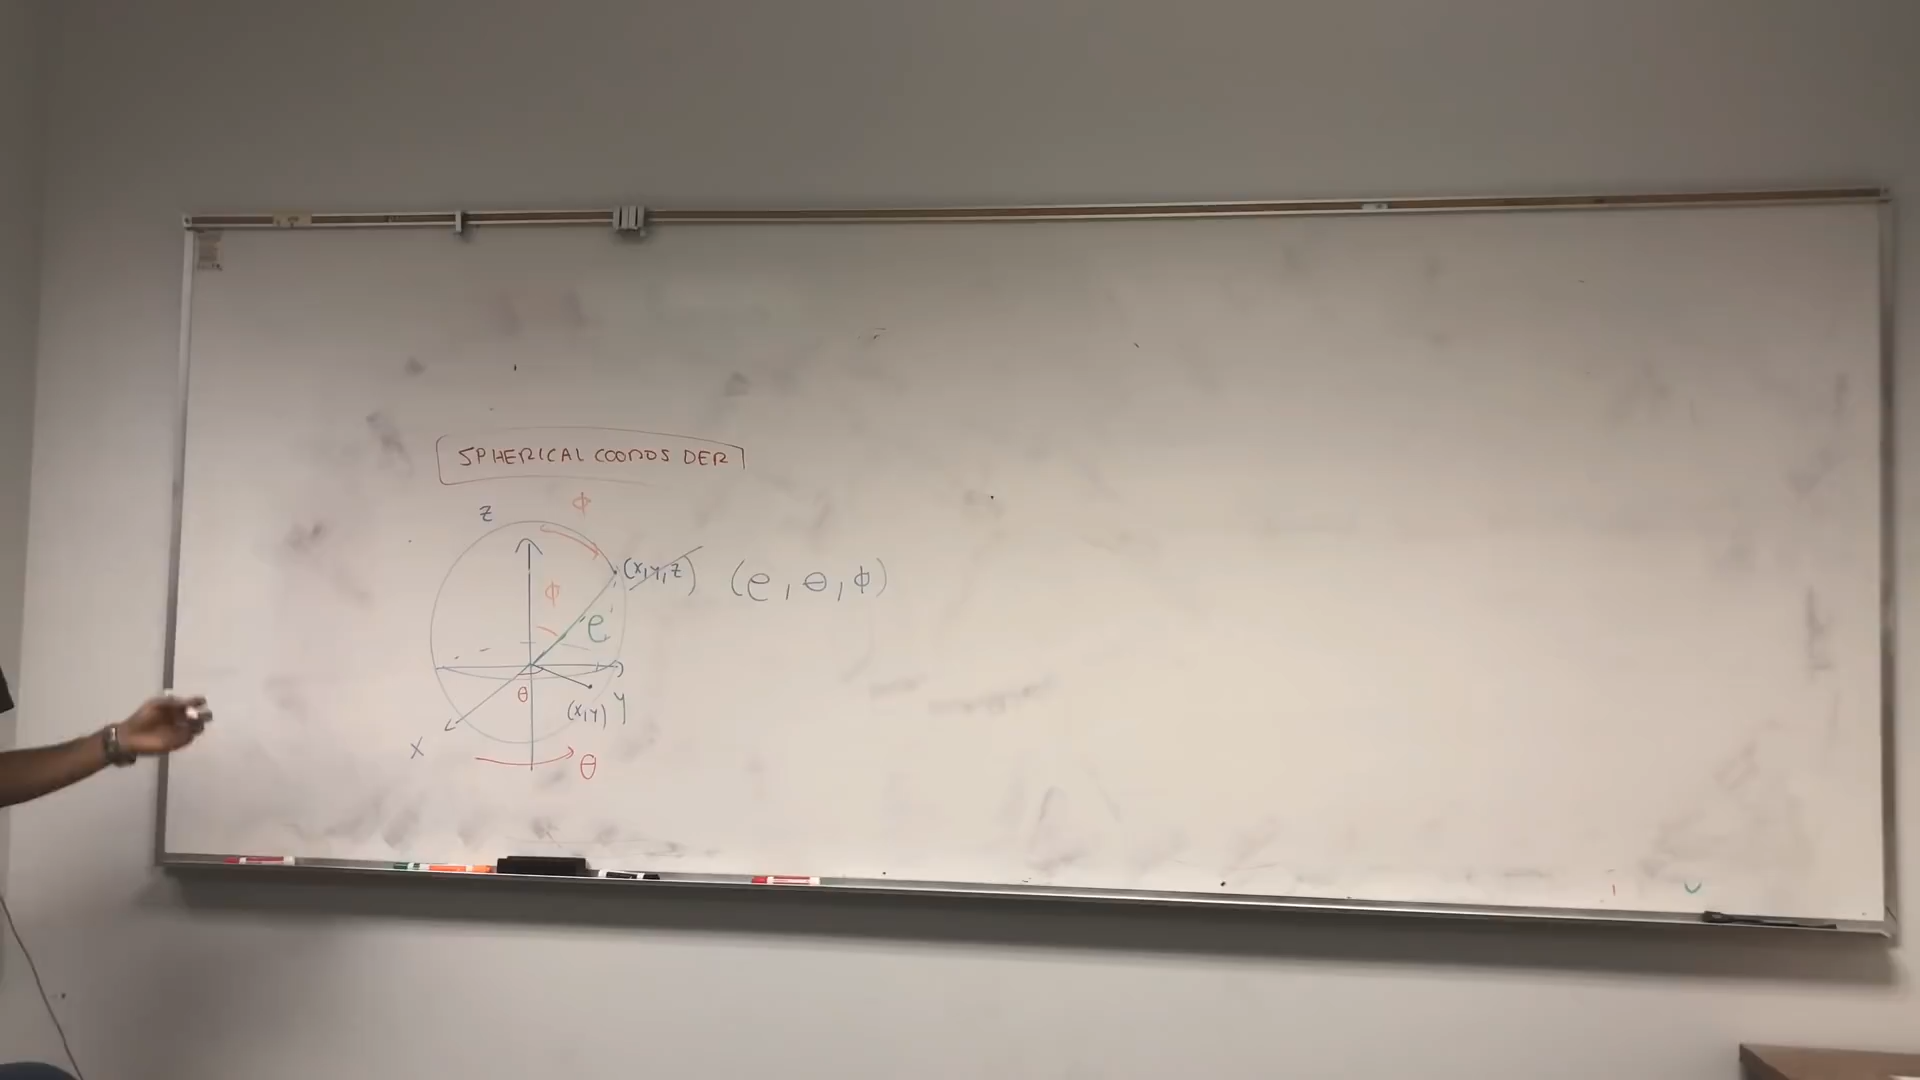 SPHERICAL COORDS DER
ϕ
z
(x,y,z) (ρ, θ, ϕ)
ϕ
ρ
θ
(x,y) y
x
θ